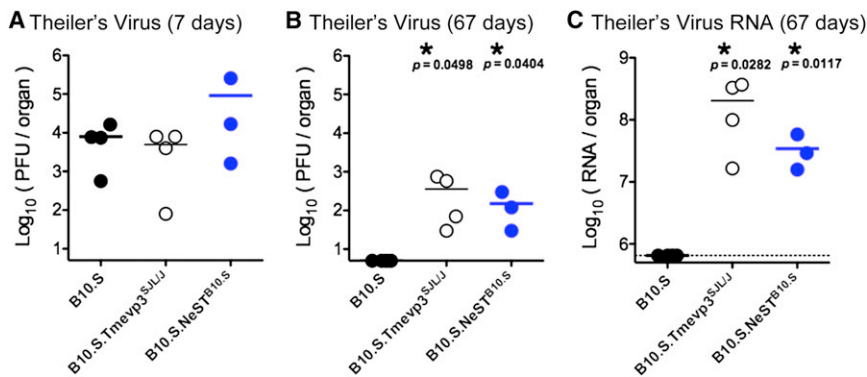 A Theiler's Virus (7 days)
Log10 ( PFU / organ )
6
5
4
3
2
1
B10.S
B10.S.Tmevp3SJL/J
B10.S.NeSTB10.S
B Theiler's Virus (67 days)
* p = 0.0498
* p = 0.0404
Log10 ( PFU / organ )
6
5
4
3
2
1
B10.S
B10.S.Tmevp3SJL/J
B10.S.NeSTB10.S
C Theiler's Virus RNA (67 days)
* p = 0.0282
* p = 0.0117
Log10 ( RNA / organ )
9
8
7
6
B10.S
B10.S.Tmevp3SJL/J
B10.S.NeSTB10.S